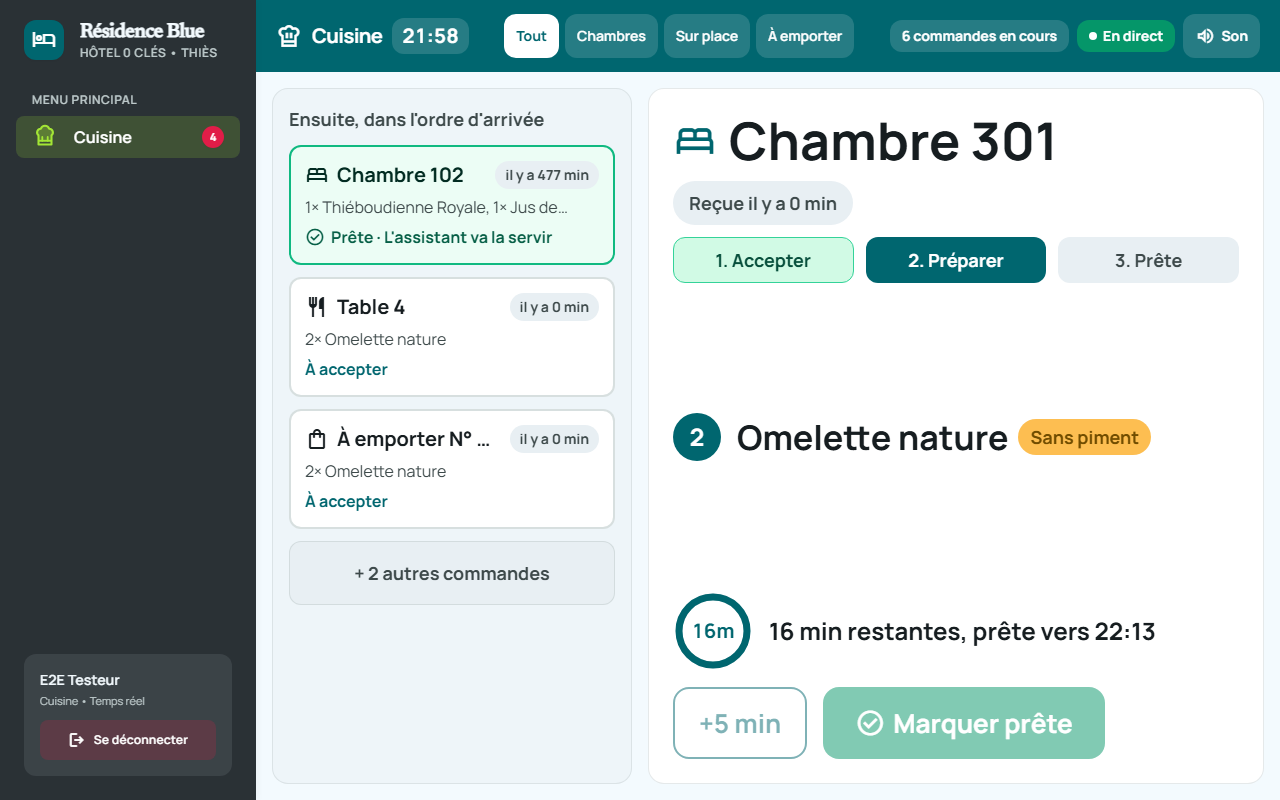 Résidence Blue
HÔTEL 0 CLÉS • THIÈS
MENU PRINCIPAL
Cuisine
4
E2E Testeur
Cuisine • Temps réel
Se déconnecter
Cuisine
21:58
Tout
Chambres
Sur place
À emporter
6 commandes en cours
En direct
Son
Ensuite, dans l'ordre d'arrivée
Chambre 102
il y a 477 min
1× Thiéboudienne Royale, 1× Jus de...
Prête · L'assistant va la servir
Table 4
il y a 0 min
2× Omelette nature
À accepter
À emporter N° ...
il y a 0 min
2× Omelette nature
À accepter
+ 2 autres commandes
Chambre 301
Reçue il y a 0 min
1. Accepter
2. Préparer
3. Prête
2
Omelette nature
Sans piment
16m
16 min restantes, prête vers 22:13
+5 min
Marquer prête